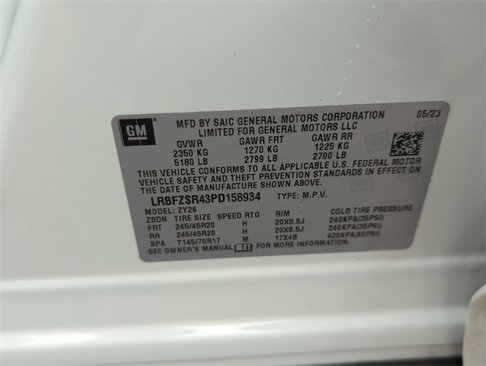 GM
05/23
MFD BY SAIC GENERAL MOTORS CORPORATION
LIMITED FOR GENERAL MOTORS LLC
GVWR GAWR FRT GAWR RR
2350 KG 1270 KG 1225 KG
5180 LB 2799 LB 2700 LB
THIS VEHICLE CONFORMS TO ALL APPLICABLE U.S. FEDERAL MOTOR
VEHICLE SAFETY AND THEFT PREVENTION STANDARDS IN EFFECT ON
THE DATE OF MANUFACTURE SHOWN ABOVE.
LRBFZSR43PD158934 TYPE: M.P.V.
MODEL: ZY26
ZBDN TIRE SIZE SPEED RTG RIM COLD TIRE PRESSURE
FRT 245/45R20 H 20X8.5J 240KPA(35PSI)
RR 245/45R20 H 20X8.5J 240KPA(35PSI)
SPA T145/70R17 M 17X4B 420KPA(60PSI)
SEE OWNER'S MANUAL FOR MORE INFORMATION.